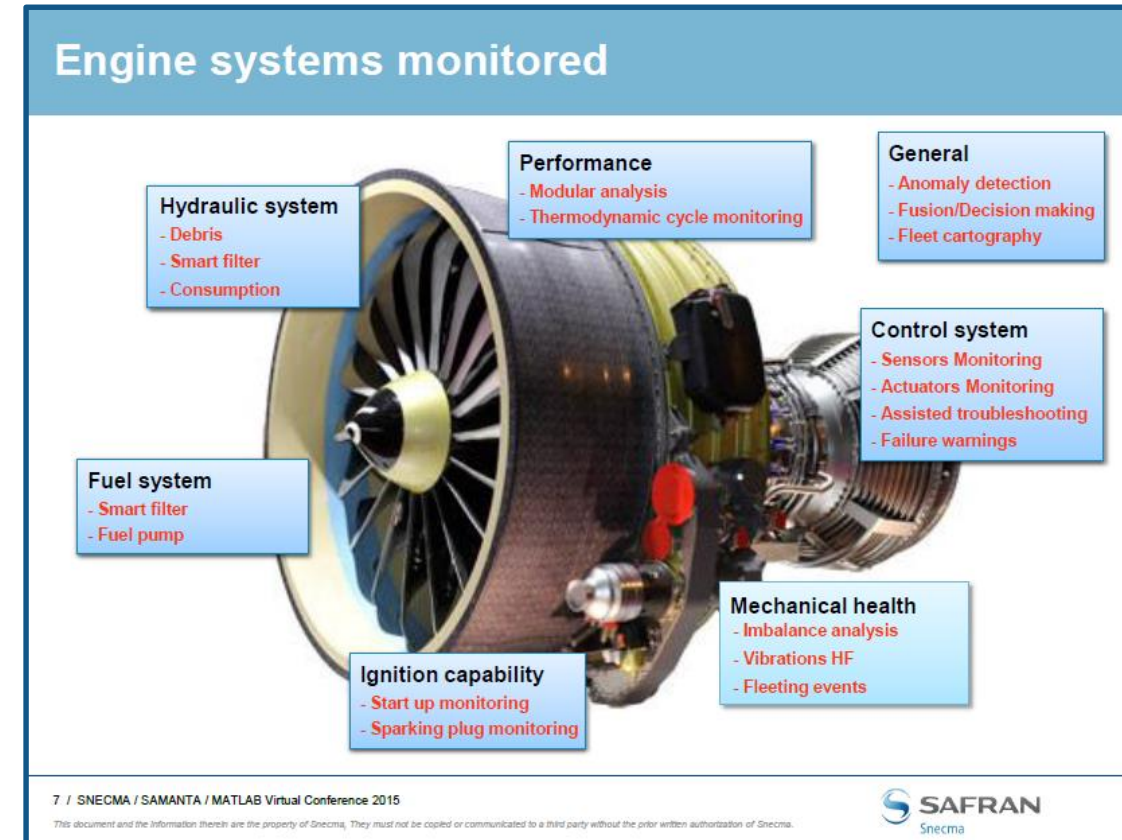 Engine systems monitored
Performance
- Modular analysis
- Thermodynamic cycle monitoring
General
- Anomaly detection
- Fusion/Decision making
- Fleet cartography
Hydraulic system
- Debris
- Smart filter
- Consumption
Control system
- Sensors Monitoring
- Actuators Monitoring
- Assisted troubleshooting
- Failure warnings
Fuel system
- Smart filter
- Fuel pump
Mechanical health
- Imbalance analysis
- Vibrations HF
- Fleeting events
Ignition capability
- Start up monitoring
- Sparking plug monitoring
7 / SNECMA / SAMANTA / MATLAB Virtual Conference 2015
This document and the information therein are the property of Snecma, They must not be copied or communicated to a third party without the prior written authorization of Snecma.
SAFRAN
Snecma